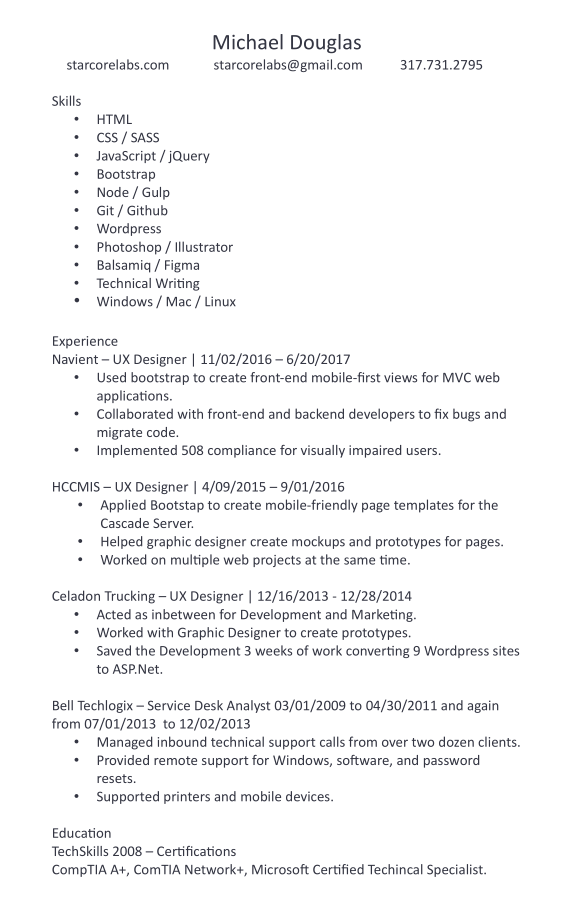 Michael Douglas
starcorelabs.com starcorelabs@gmail.com 317.731.2795
Skills
• HTML
• CSS / SASS
• JavaScript / jQuery
• Bootstrap
• Node / Gulp
• Git / Github
• Wordpress
• Photoshop / Illustrator
• Balsamiq / Figma
• Technical Writing
• Windows / Mac / Linux
Experience
Navient – UX Designer | 11/02/2016 – 6/20/2017
• Used bootstrap to create front-end mobile-first views for MVC web
applications.
• Collaborated with front-end and backend developers to fix bugs and
migrate code.
• Implemented 508 compliance for visually impaired users.
HCCMIS – UX Designer | 4/09/2015 – 9/01/2016
• Applied Bootstap to create mobile-friendly page templates for the
Cascade Server.
• Helped graphic designer create mockups and prototypes for pages.
• Worked on multiple web projects at the same time.
Celadon Trucking – UX Designer | 12/16/2013 - 12/28/2014
• Acted as inbetween for Development and Marketing.
• Worked with Graphic Designer to create prototypes.
• Saved the Development 3 weeks of work converting 9 Wordpress sites
to ASP.Net.
Bell Techlogix – Service Desk Analyst 03/01/2009 to 04/30/2011 and again
from 07/01/2013 to 12/02/2013
• Managed inbound technical support calls from over two dozen clients.
• Provided remote support for Windows, software, and password
resets.
• Supported printers and mobile devices.
Education
TechSkills 2008 – Certifications
CompTIA A+, ComTIA Network+, Microsoft Certified Techincal Specialist.